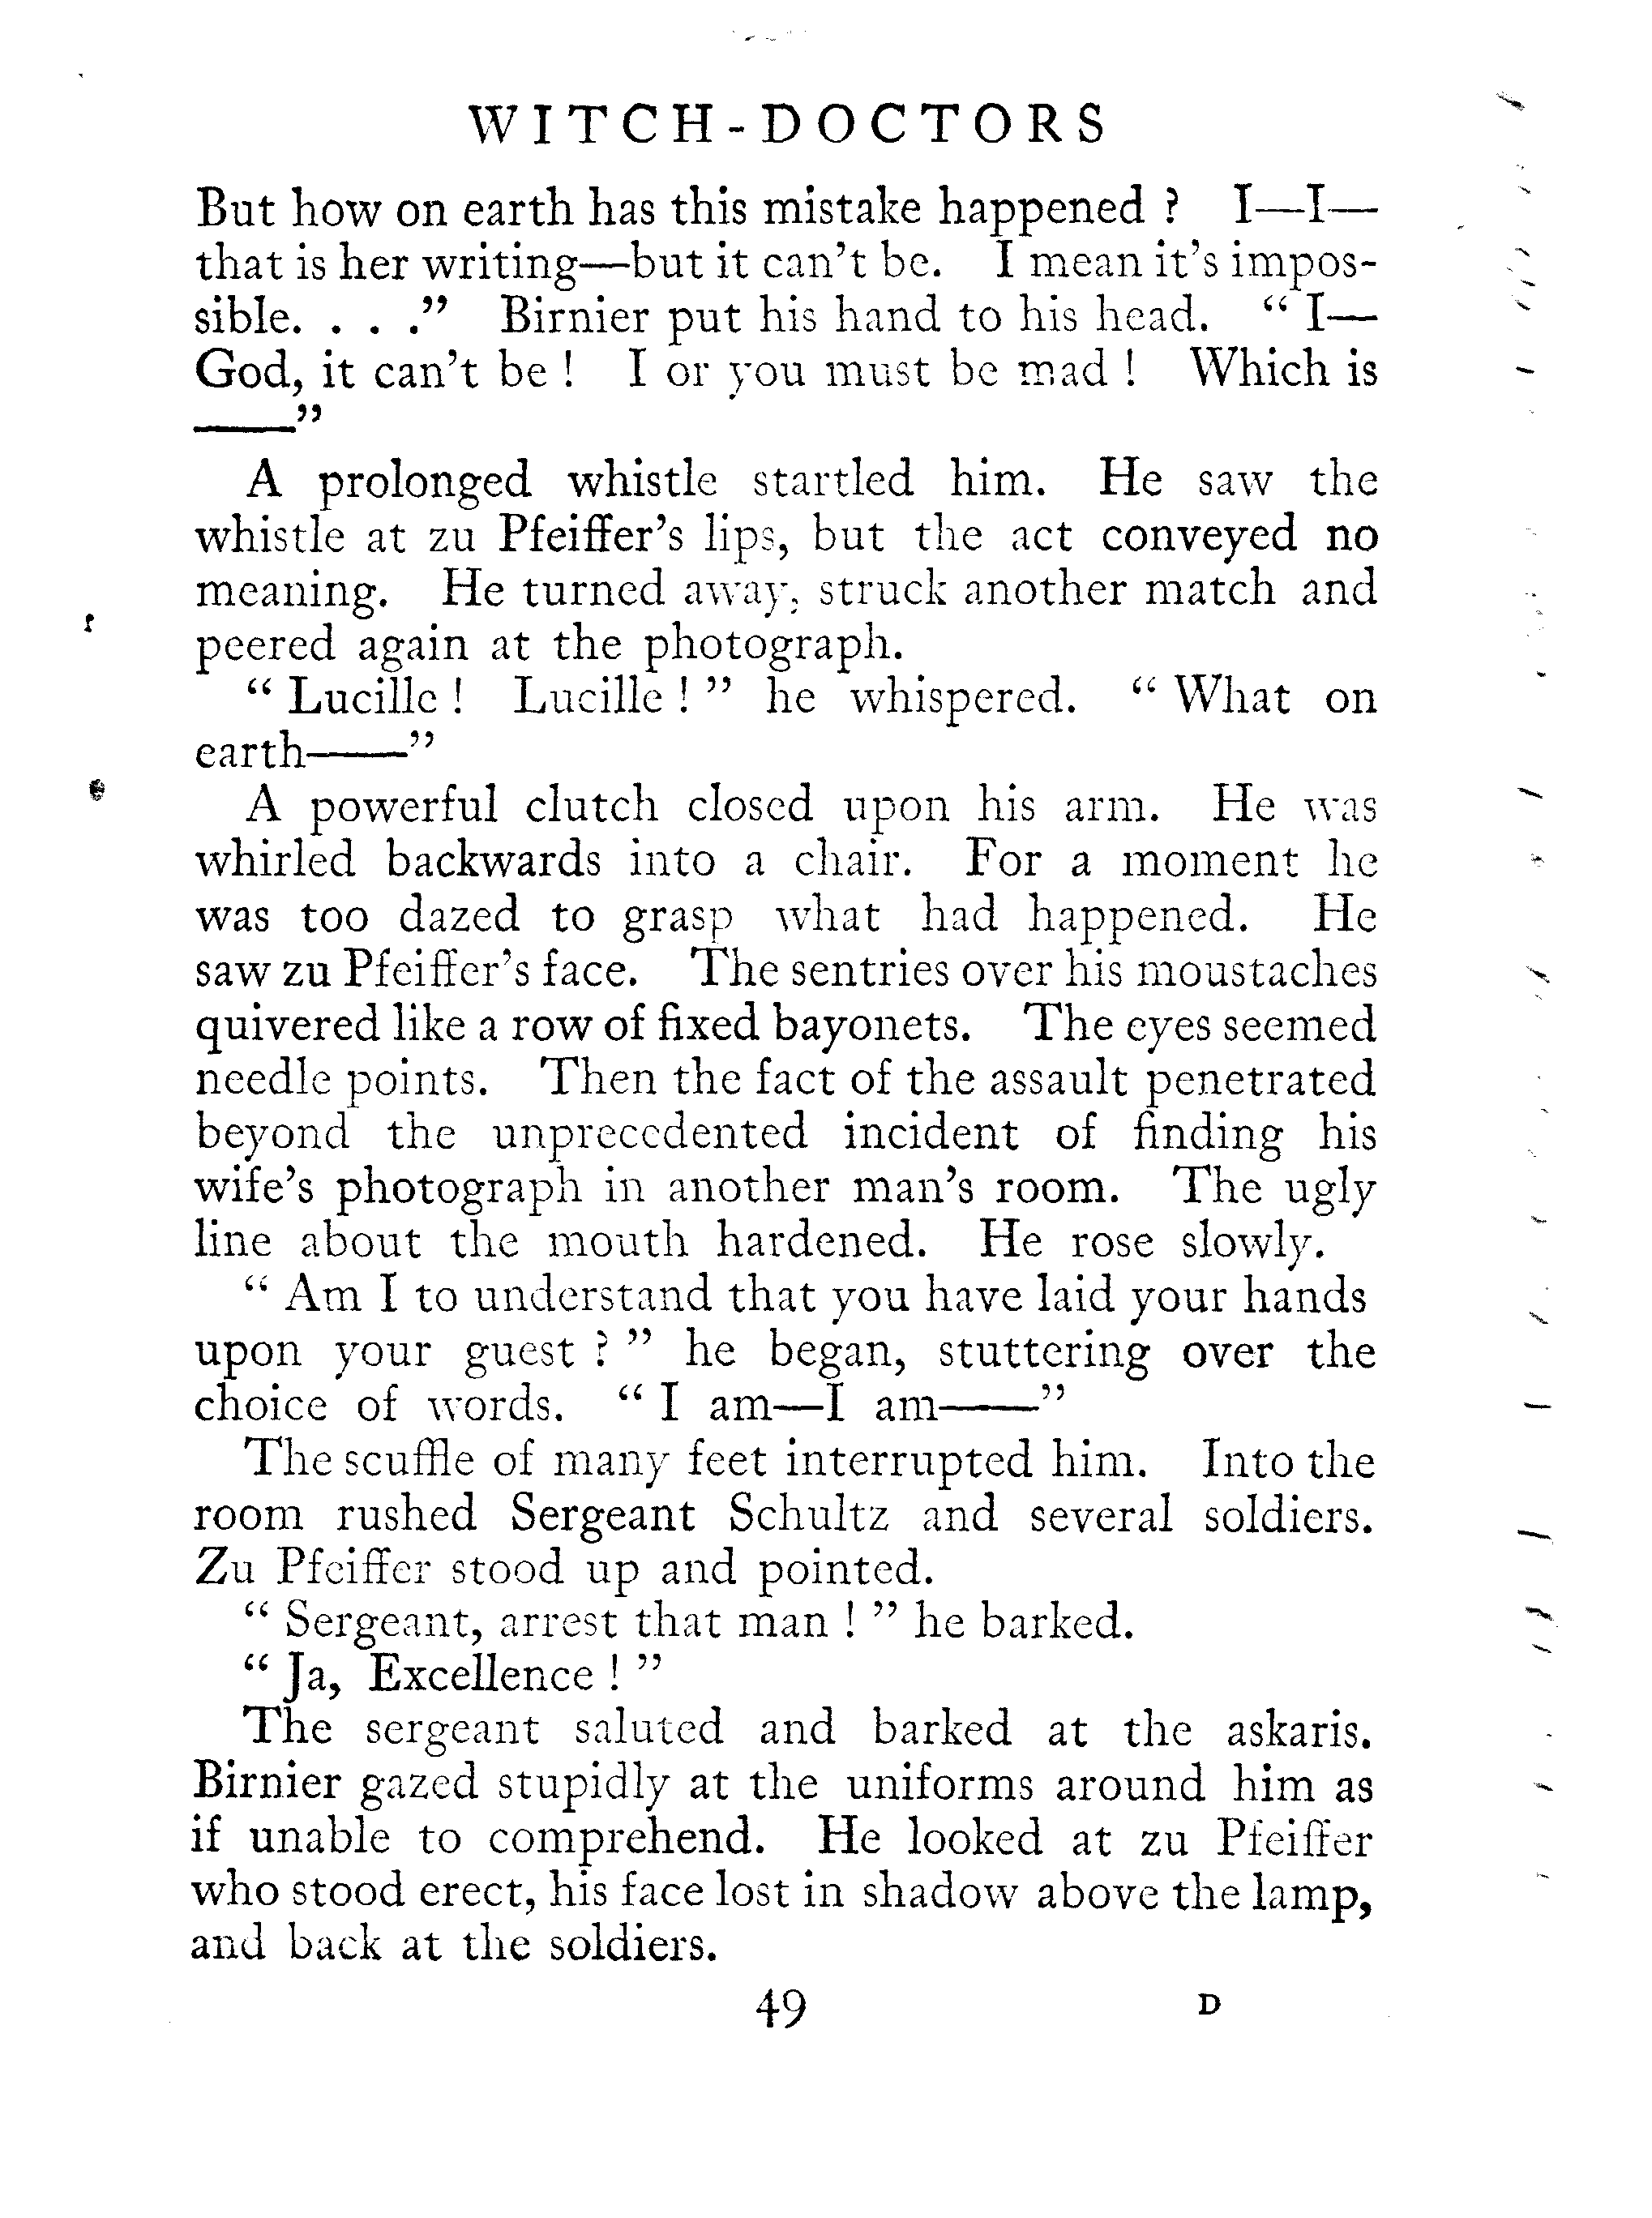 WITCH-DOCTORS
But how on earth has this mistake happened ? I—I—
that is her writing—but it can't be. I mean it's impos-
sible. . . ." Birnier put his hand to his head. " I—
God, it can't be ! I or you must be mad ! Which is
——"
A prolonged whistle startled him. He saw the
whistle at zu Pfeiffer's lips, but the act conveyed no
meaning. He turned away, struck another match and
peered again at the photograph.
" Lucille ! Lucille ! " he whispered. " What on
earth——"
A powerful clutch closed upon his arm. He was
whirled backwards into a chair. For a moment he
was too dazed to grasp what had happened. He
saw zu Pfeiffer's face. The sentries over his moustaches
quivered like a row of fixed bayonets. The eyes seemed
needle points. Then the fact of the assault penetrated
beyond the unprecedented incident of finding his
wife's photograph in another man's room. The ugly
line about the mouth hardened. He rose slowly.
" Am I to understand that you have laid your hands
upon your guest ? " he began, stuttering over the
choice of words. " I am—I am——"
The scuffle of many feet interrupted him. Into the
room rushed Sergeant Schultz and several soldiers.
Zu Pfeiffer stood up and pointed.
" Sergeant, arrest that man ! " he barked.
" Ja, Excellence ! "
The sergeant saluted and barked at the askaris.
Birnier gazed stupidly at the uniforms around him as
if unable to comprehend. He looked at zu Pfeiffer
who stood erect, his face lost in shadow above the lamp,
and back at the soldiers.
49 D